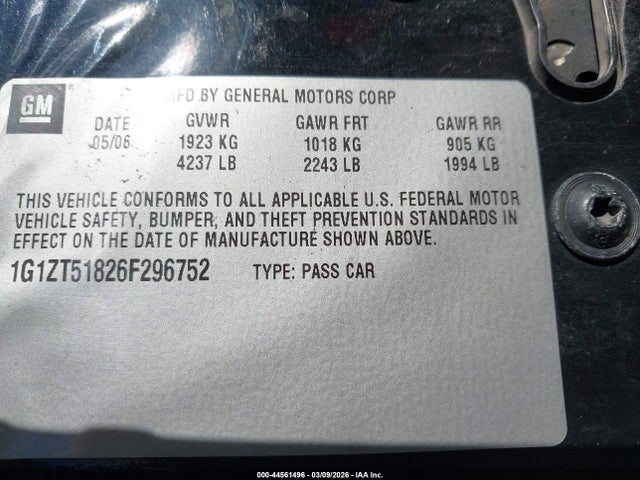 GM
MFD BY GENERAL MOTORS CORP
DATE GVWR GAWR FRT GAWR RR
05/06 1923 KG 1018 KG 905 KG
4237 LB 2243 LB 1994 LB
THIS VEHICLE CONFORMS TO ALL APPLICABLE U.S. FEDERAL MOTOR
VEHICLE SAFETY, BUMPER, AND THEFT PREVENTION STANDARDS IN
EFFECT ON THE DATE OF MANUFACTURE SHOWN ABOVE.
1G1ZT51826F296752 TYPE: PASS CAR
000-44561496 - 03/09/2026 - IAA Inc.